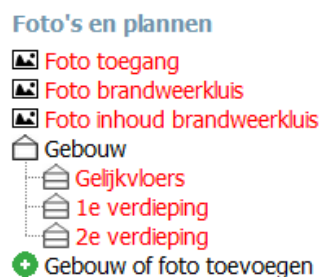 Foto's en plannen
Foto toegang
Foto brandweerkluis
Foto inhoud brandweerkluis
Gebouw
Gelijkvloers
1e verdieping
2e verdieping
Gebouw of foto toevoegen